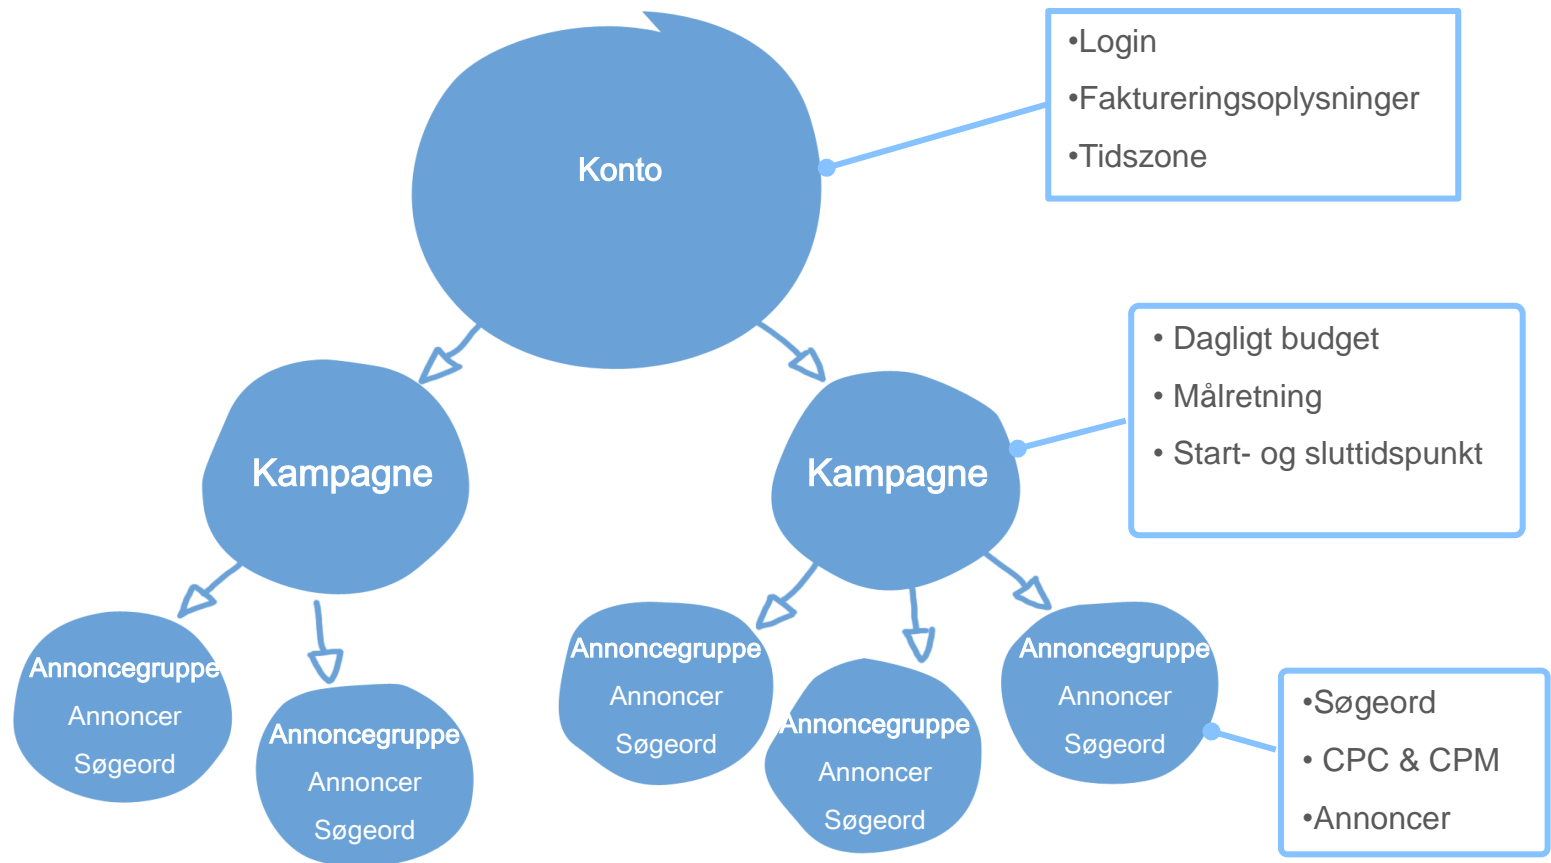 Konto
•Login
•Faktureringsoplysninger
•Tidszone
Kampagne
Kampagne
• Dagligt budget
• Målretning
• Start- og sluttidspunkt
Annoncegruppe
Annoncer
Søgeord
Annoncegruppe
Annoncer
Søgeord
Annoncegruppe
Annoncer
Søgeord
Annoncegruppe
Annoncer
Søgeord
Annoncegruppe
Annoncer
Søgeord
•Søgeord
• CPC & CPM
•Annoncer